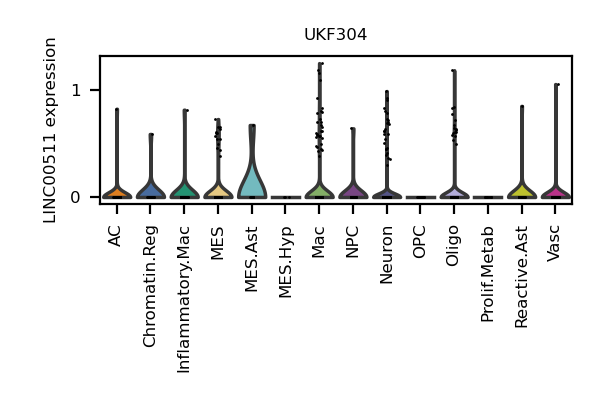 UKF304
LINC00511 expression
1
0
AC
Chromatin.Reg
Inflammatory.Mac
MES
MES.Ast
MES.Hyp
Mac
NPC
Neuron
OPC
Oligo
Prolif.Metab
Reactive.Ast
Vasc